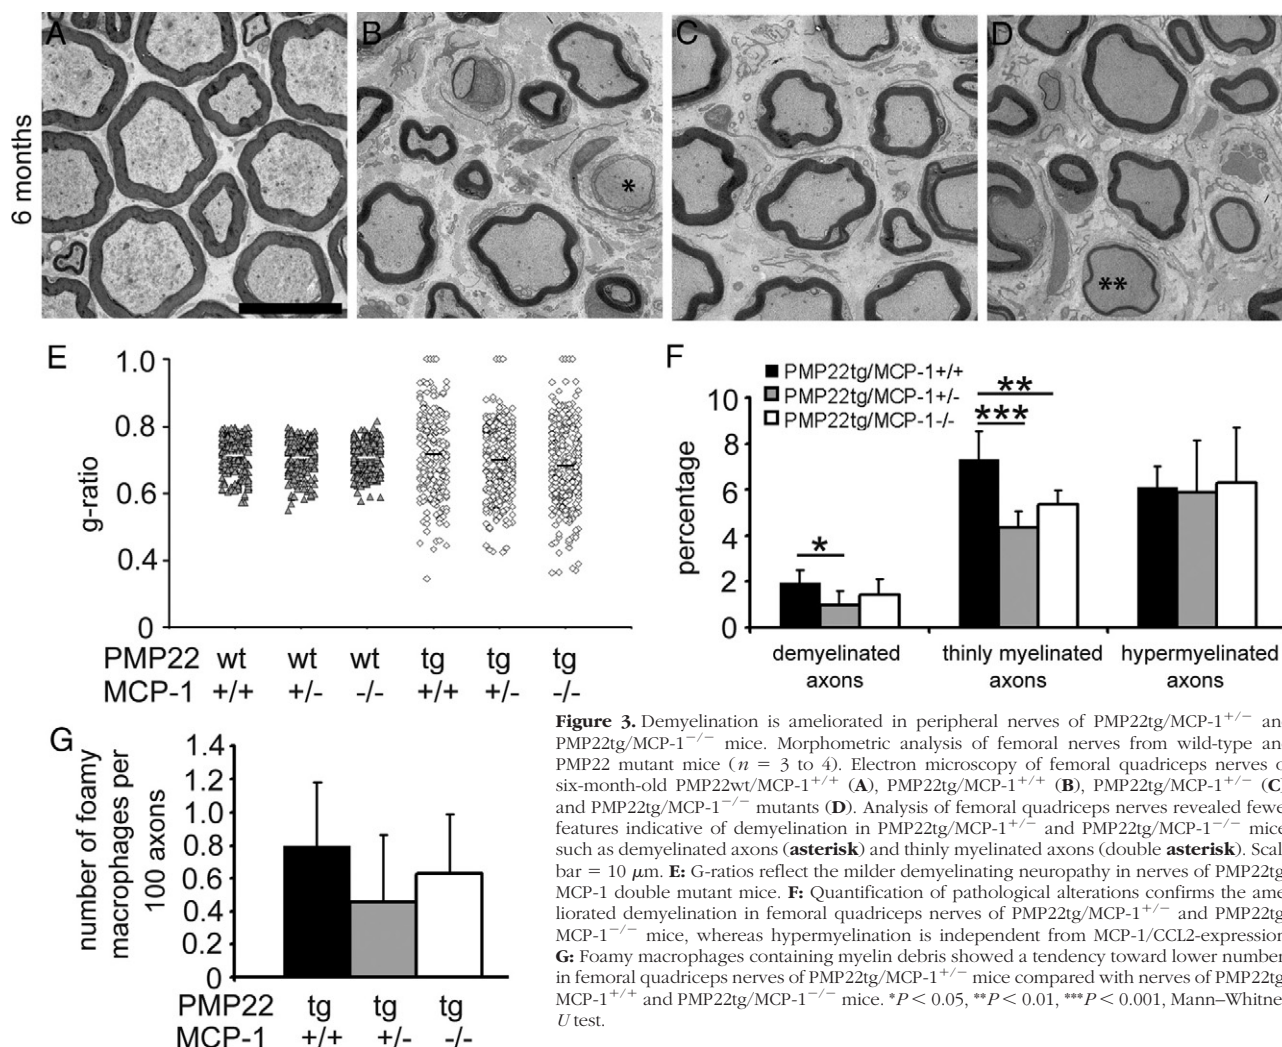 A
B
C
D
6 months
*
**
E
1.0
0.8
0.6
0.4
0
g-ratio
PMP22 wt wt wt tg tg tg
MCP-1 +/+ +/- -/- +/+ +/- -/-
F
PMP22tg/MCP-1+/+
PMP22tg/MCP-1+/-
PMP22tg/MCP-1-/-
10
8
6
4
2
0
percentage
*
**
***
demyelinated axons
thinly myelinated axons
hypermyelinated axons
G
number of foamy
macrophages per
100 axons
1.4
1.2
1.0
0.8
0.6
0.4
0.2
0
PMP22 tg tg tg
MCP-1 +/+ +/- -/-
Figure 3. Demyelination is ameliorated in peripheral nerves of PMP22tg/MCP-1+/− an
PMP22tg/MCP-1−/− mice. Morphometric analysis of femoral nerves from wild-type an
PMP22 mutant mice (n = 3 to 4). Electron microscopy of femoral quadriceps nerves o
six-month-old PMP22wt/MCP-1+/+ (A), PMP22tg/MCP-1+/+ (B), PMP22tg/MCP-1+/− (C
and PMP22tg/MCP-1−/− mutants (D). Analysis of femoral quadriceps nerves revealed fewe
features indicative of demyelination in PMP22tg/MCP-1+/− and PMP22tg/MCP-1−/− mice
such as demyelinated axons (asterisk) and thinly myelinated axons (double asterisk). Scal
bar = 10 μm. E: G-ratios reflect the milder demyelinating neuropathy in nerves of PMP22tg
MCP-1 double mutant mice. F: Quantification of pathological alterations confirms the ame
liorated demyelination in femoral quadriceps nerves of PMP22tg/MCP-1+/− and PMP22tg
MCP-1−/− mice, whereas hypermyelination is independent from MCP-1/CCL2-expression
G: Foamy macrophages containing myelin debris showed a tendency toward lower number
in femoral quadriceps nerves of PMP22tg/MCP-1+/− mice compared with nerves of PMP22tg
MCP-1+/+ and PMP22tg/MCP-1−/− mice. *P < 0.05, **P < 0.01, ***P < 0.001, Mann–Whitne
U test.